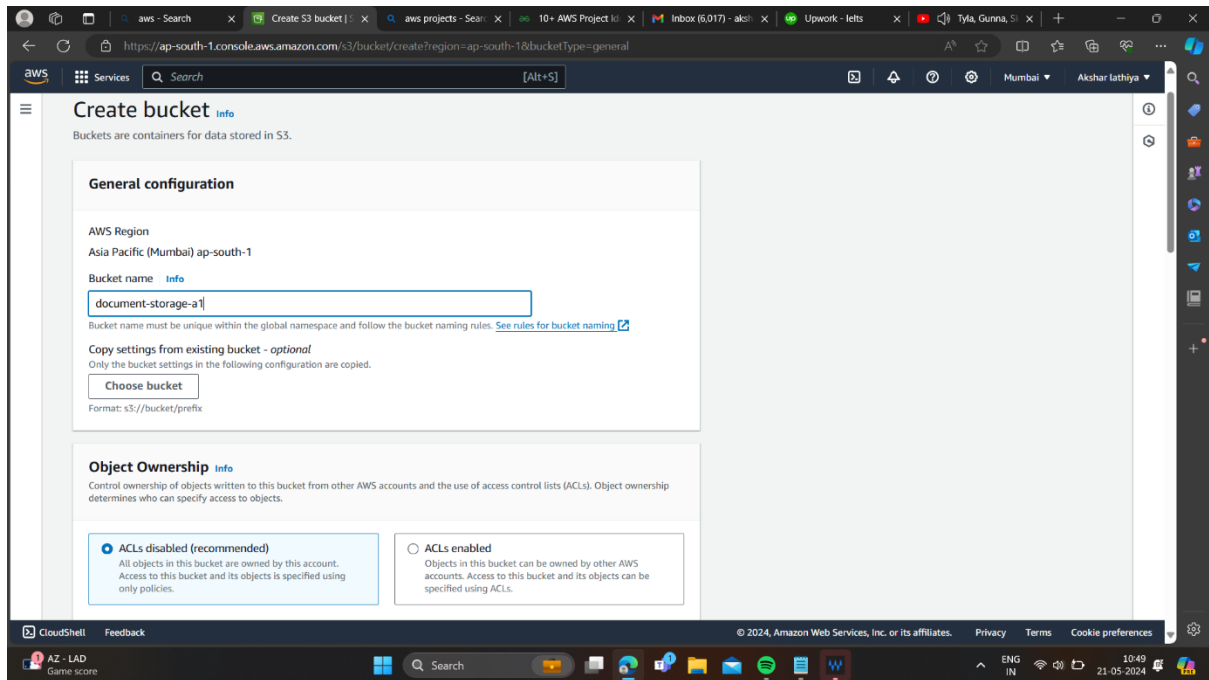 aws - Search
Create S3 bucket | S
aws projects - Searc
10+ AWS Project Id
Inbox (6,017) - aksh
Upwork - Ielts
Tyla, Gunna, S
https://ap-south-1.console.aws.amazon.com/s3/bucket/create?region=ap-south-1&bucketType=general
aws
Services
Search
[Alt+S]
Mumbai
Akshar lathiya
Create bucket Info
Buckets are containers for data stored in S3.
General configuration
AWS Region
Asia Pacific (Mumbai) ap-south-1
Bucket name Info
document-storage-a1
Bucket name must be unique within the global namespace and follow the bucket naming rules. See rules for bucket naming
Copy settings from existing bucket - optional
Only the bucket settings in the following configuration are copied.
Choose bucket
Format: s3://bucket/prefix
Object Ownership Info
Control ownership of objects written to this bucket from other AWS accounts and the use of access control lists (ACLs). Object ownership
determines who can specify access to objects.
ACLs disabled (recommended)
All objects in this bucket are owned by this account.
Access to this bucket and its objects is specified using
only policies.
ACLs enabled
Objects in this bucket can be owned by other AWS
accounts. Access to this bucket and its objects can be
specified using ACLs.
CloudShell
Feedback
© 2024, Amazon Web Services, Inc. or its affiliates.
Privacy
Terms
Cookie preferences
1
AZ - LAD
Game score
Search
ENG
IN
10:49
21-05-2024